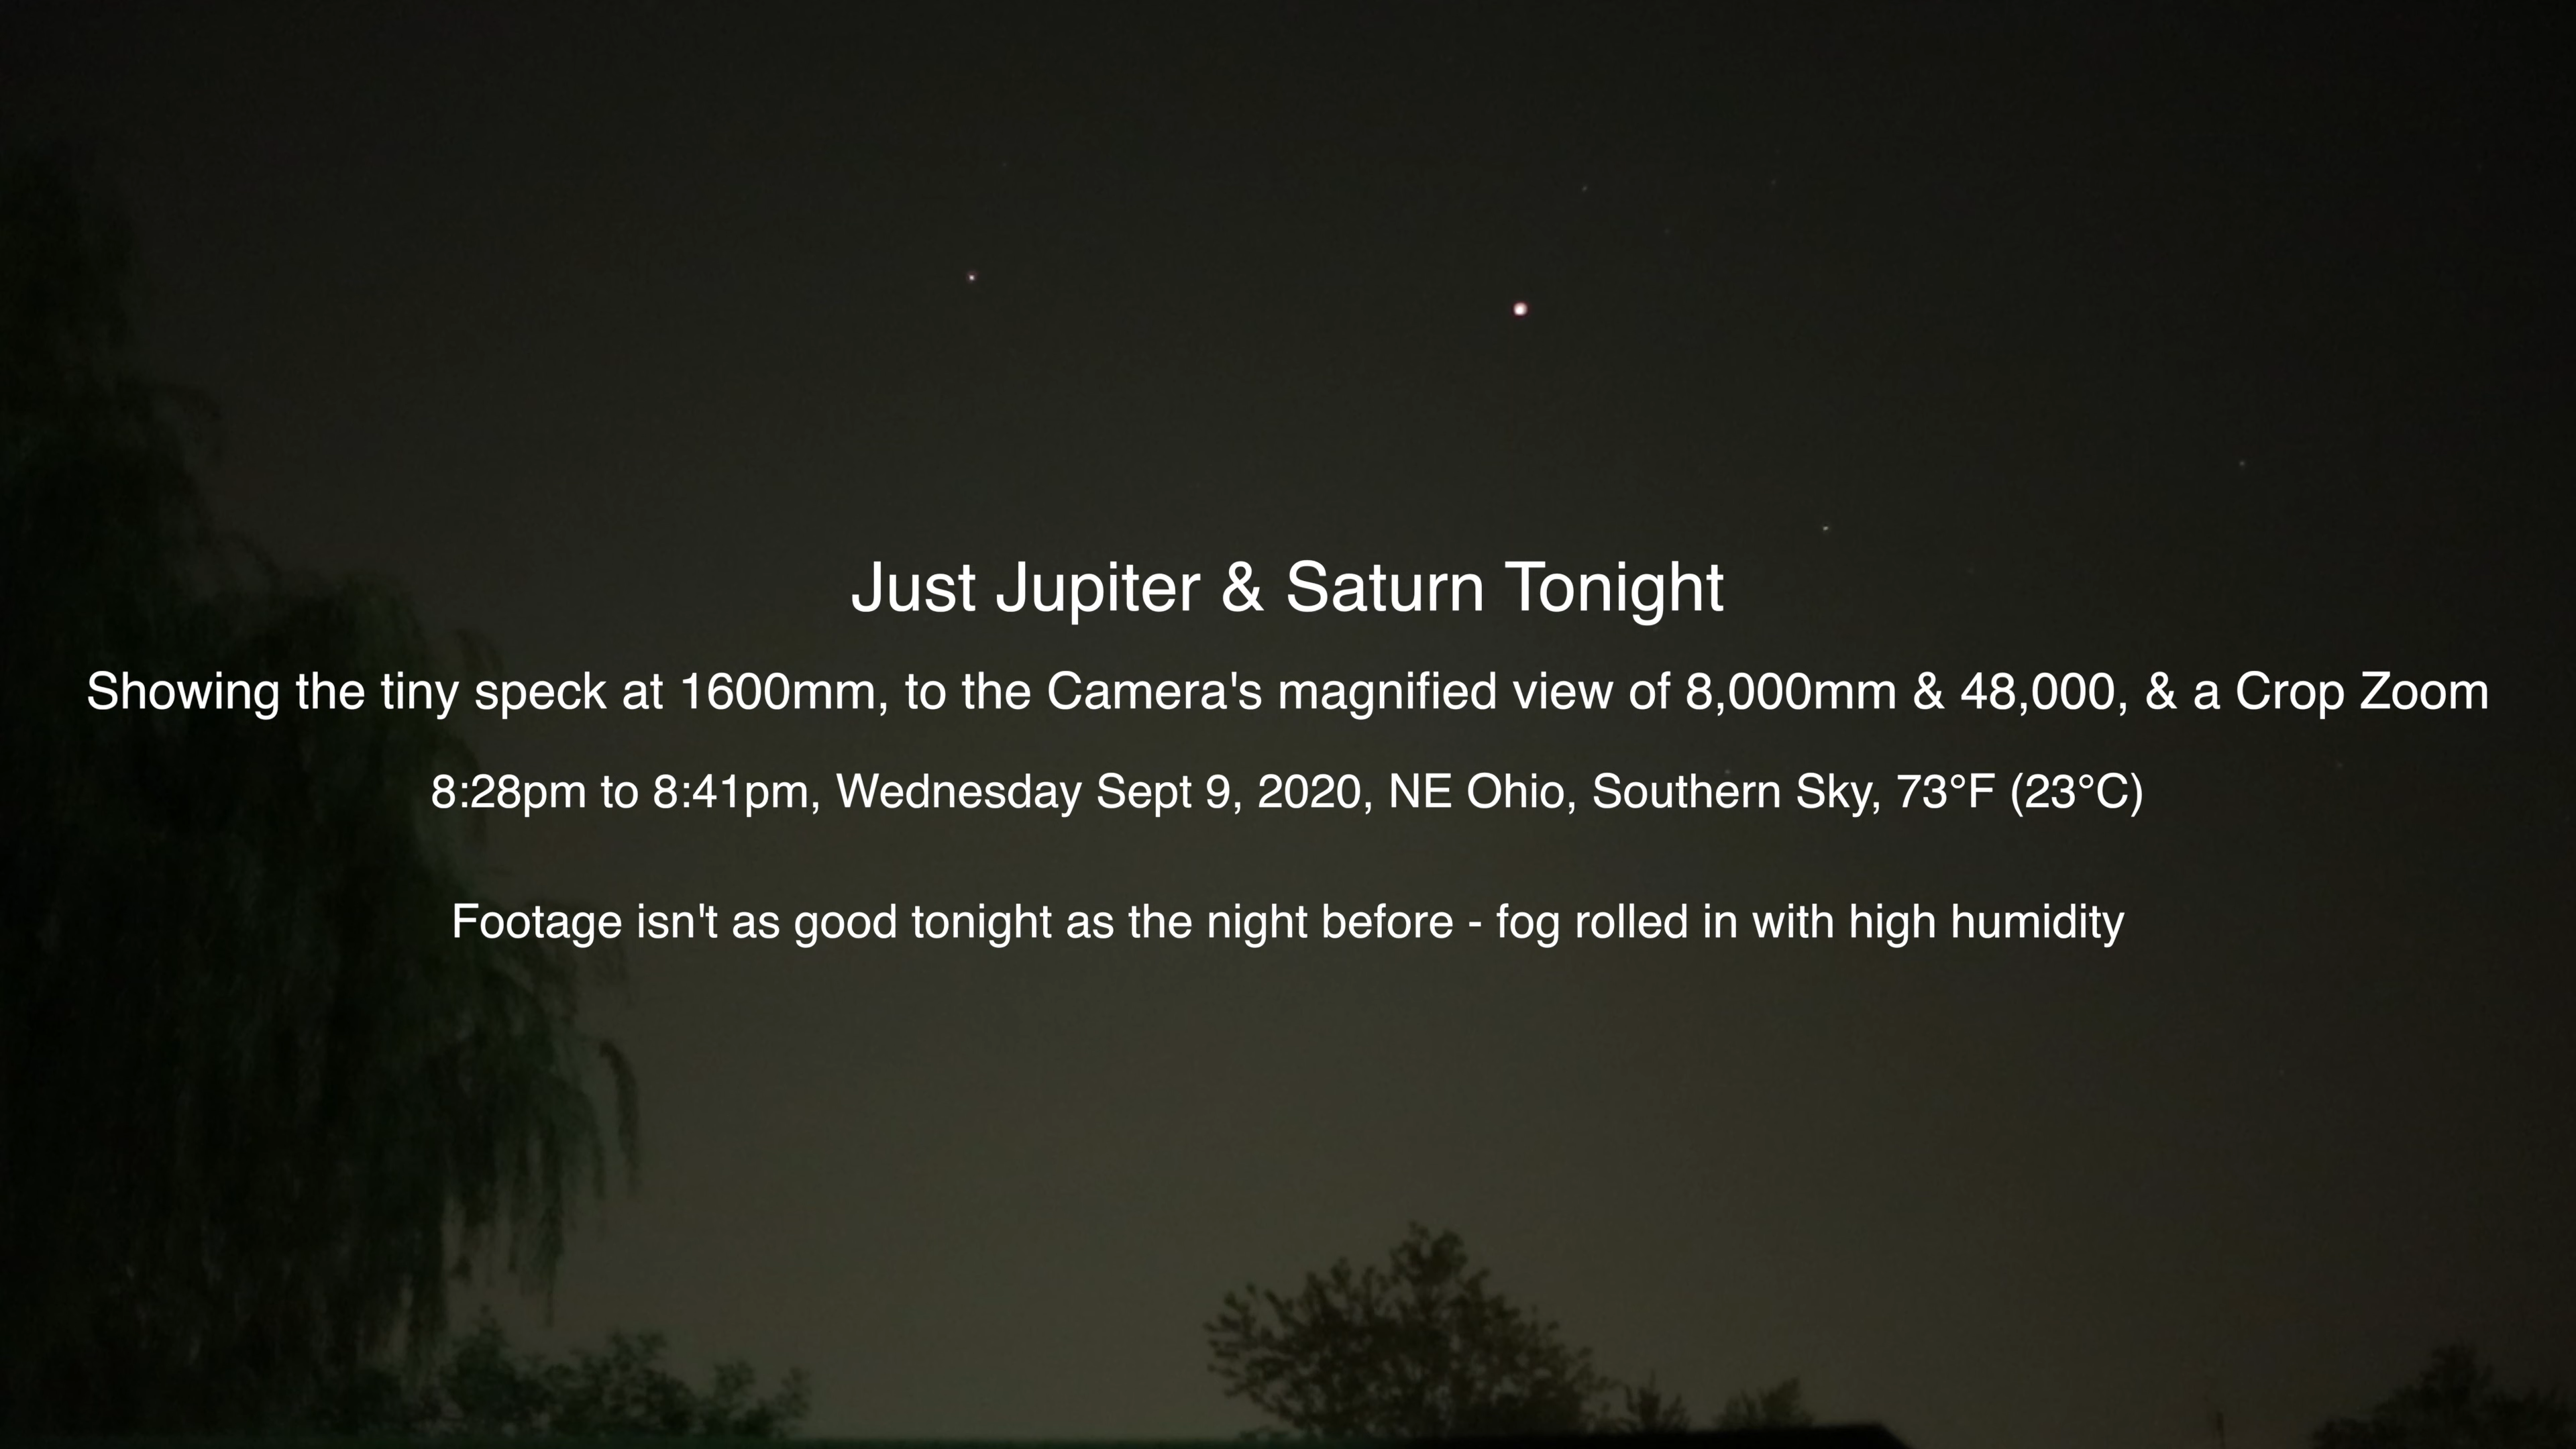 Just Jupiter & Saturn Tonight
Showing the tiny speck at 1600mm, to the Camera's magnified view of 8,000mm & 48,000, & a Crop Zoom
8:28pm to 8:41pm, Wednesday Sept 9, 2020, NE Ohio, Southern Sky, 73°F (23°C)
Footage isn't as good tonight as the night before - fog rolled in with high humidity